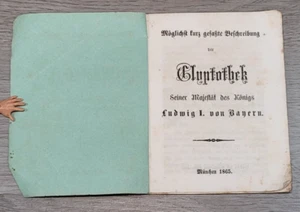 Möglichst kurz gefaßte Beschreibung
der
Glyptothek
Seiner Majestät des Königs
Ludwig I. von Bayern.
München 1865.